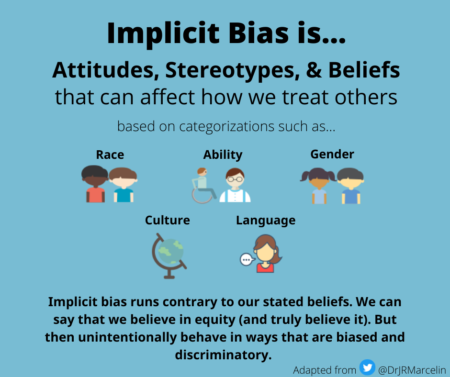 Implicit Bias is...
Attitudes, Stereotypes, & Beliefs
that can affect how we treat others
based on categorizations such as...
Race
Ability
Gender
Culture
Language
Implicit bias runs contrary to our stated beliefs. We can
say that we believe in equity (and truly believe it). But
then unintentionally behave in ways that are biased and
discriminatory.
Adapted from @DrJRMarcelin